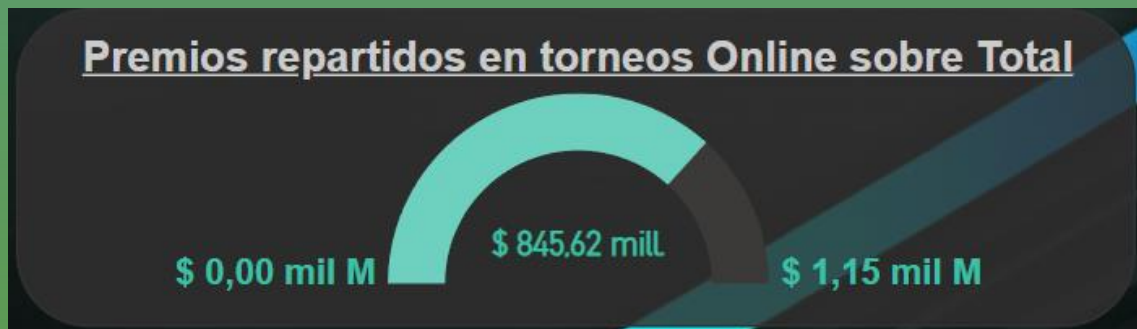 Premios repartidos en torneos Online sobre Total
$ 845,62 mill.
$ 0,00 mil M
$ 1,15 mil M